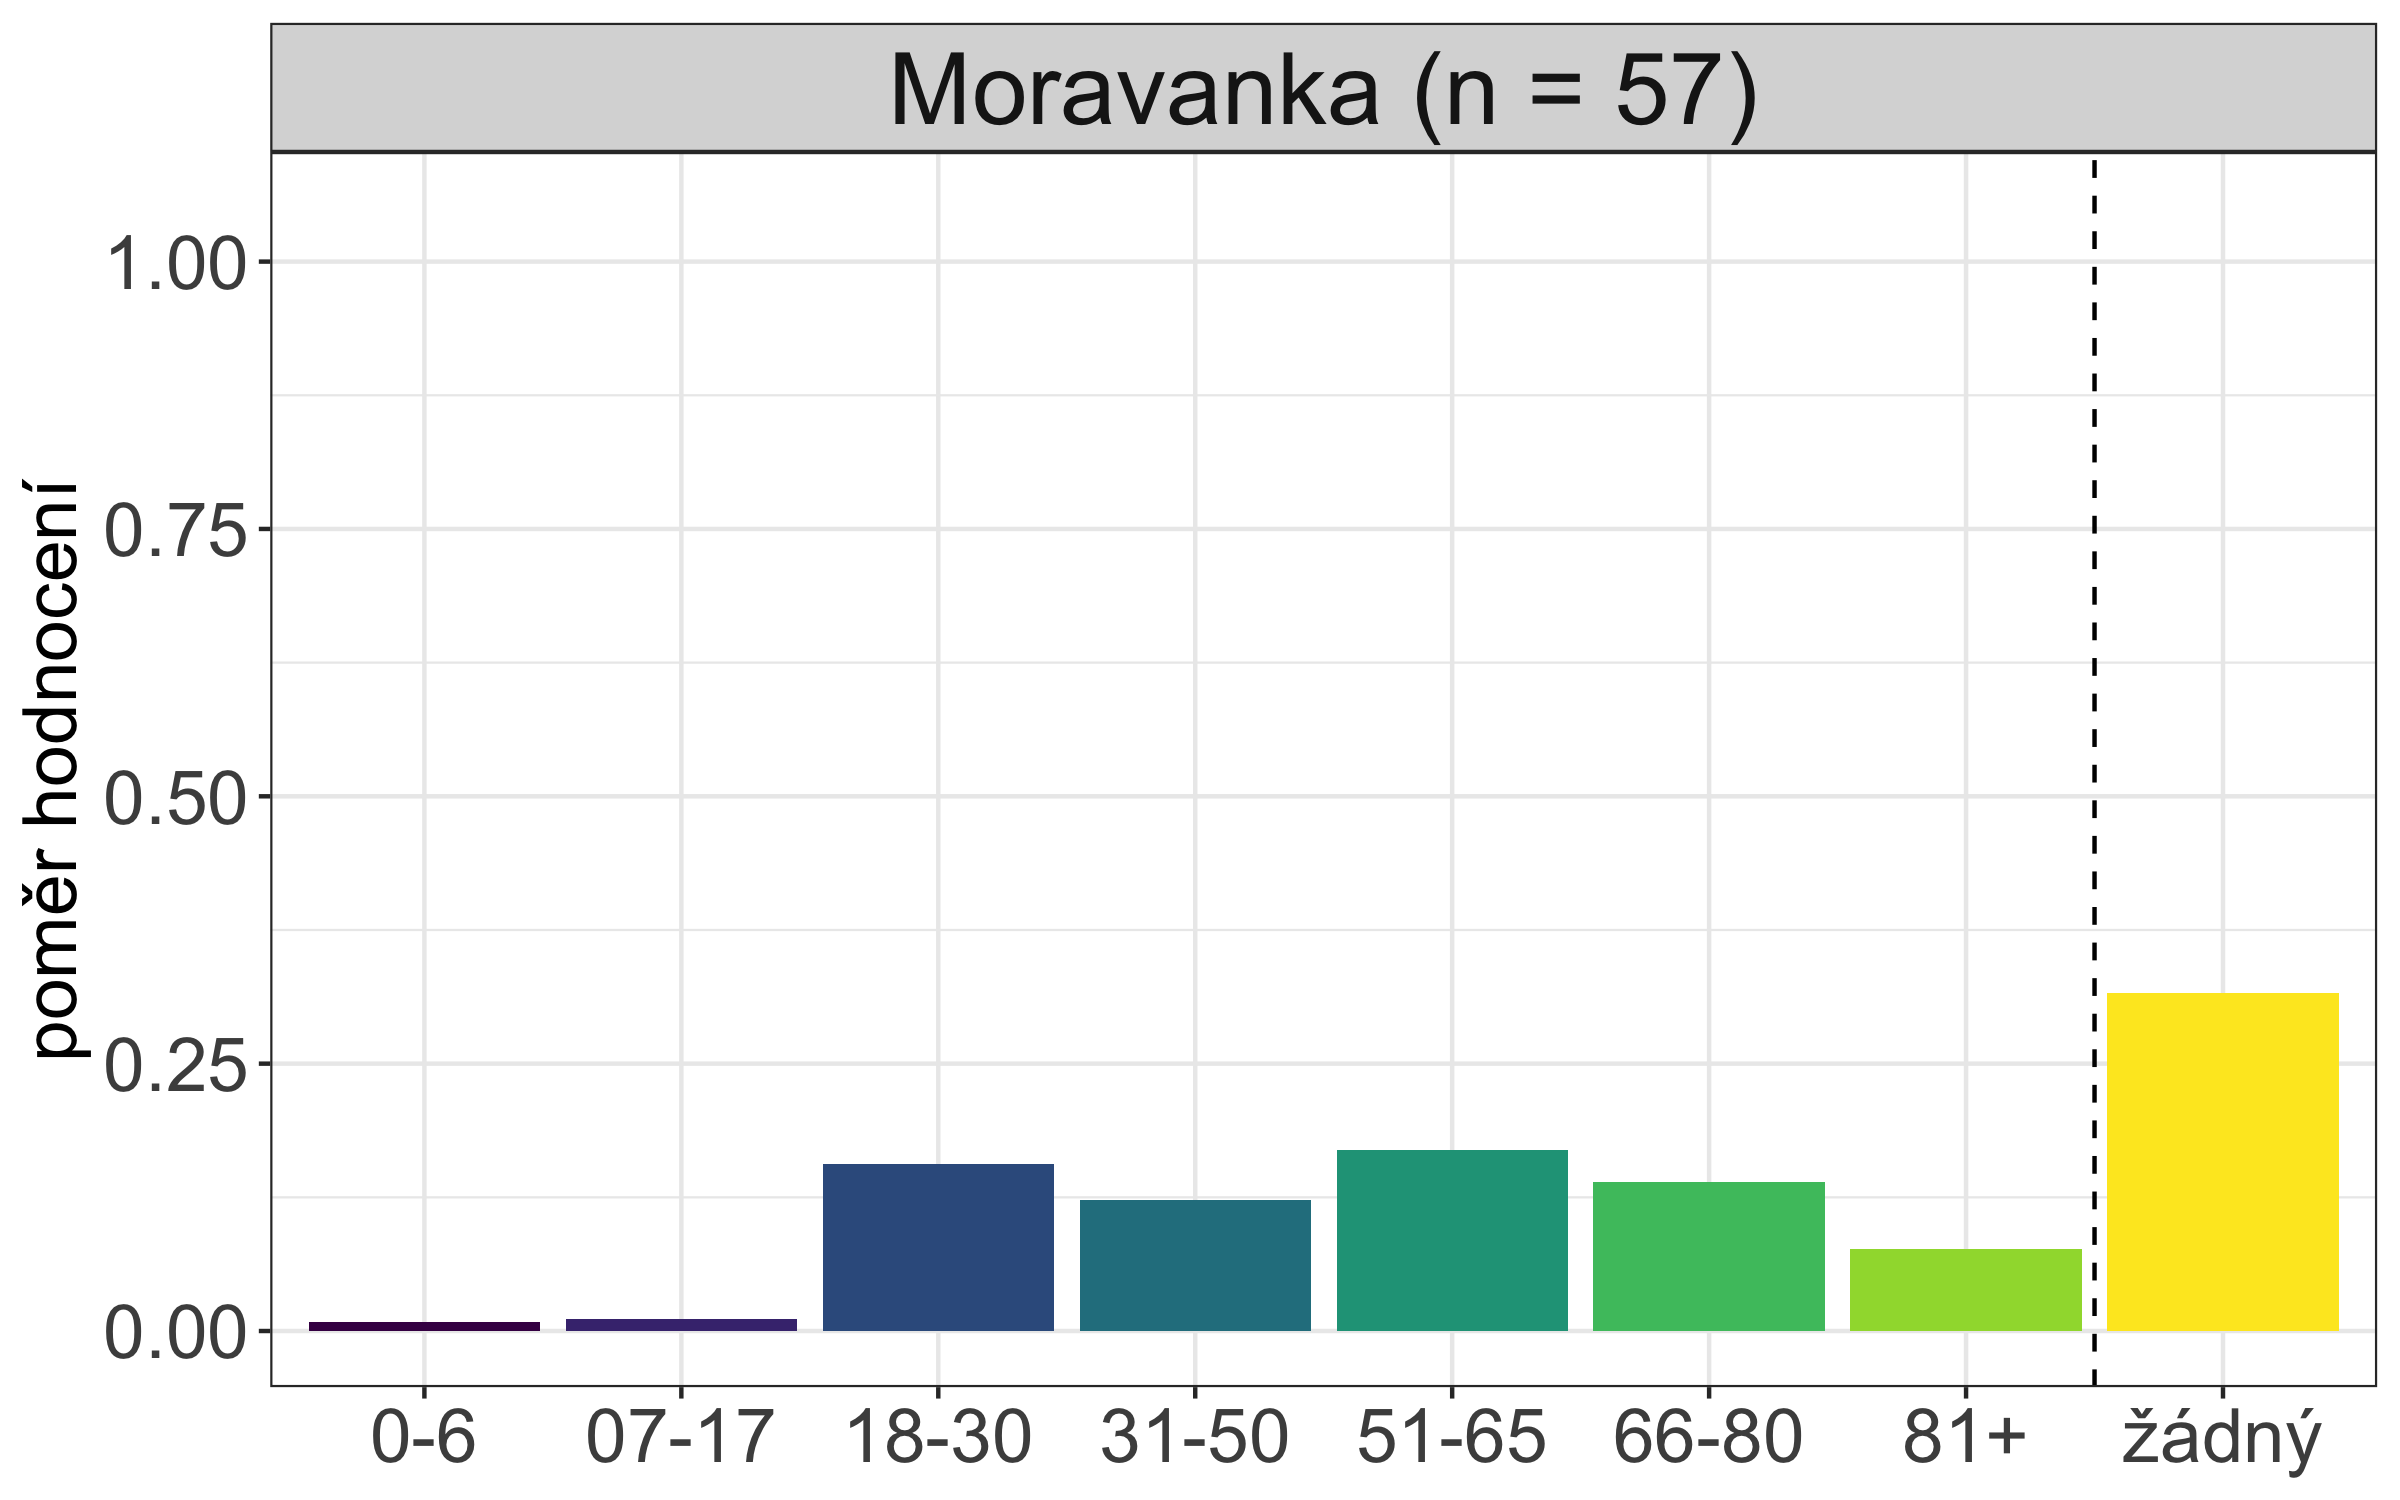 Moravanka (n = 57)
poměr hodnocení
1.00
0.75
0.50
0.25
0.00
0-6 07-17 18-30 31-50 51-65 66-80 81+ žádný